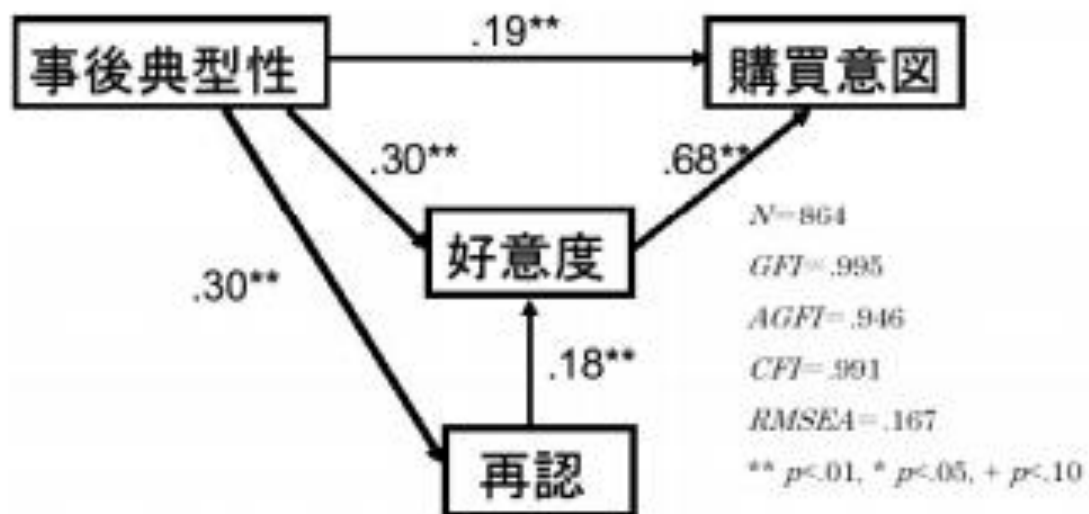 .19**
事後典型性
購買意図
.30**
.68**
好意度
.30**
.18**
再認
N=864
GFI=.995
AGFI=.946
CFI=.991
RMSEA=.167
** p<.01, * p<.05, + p<.10